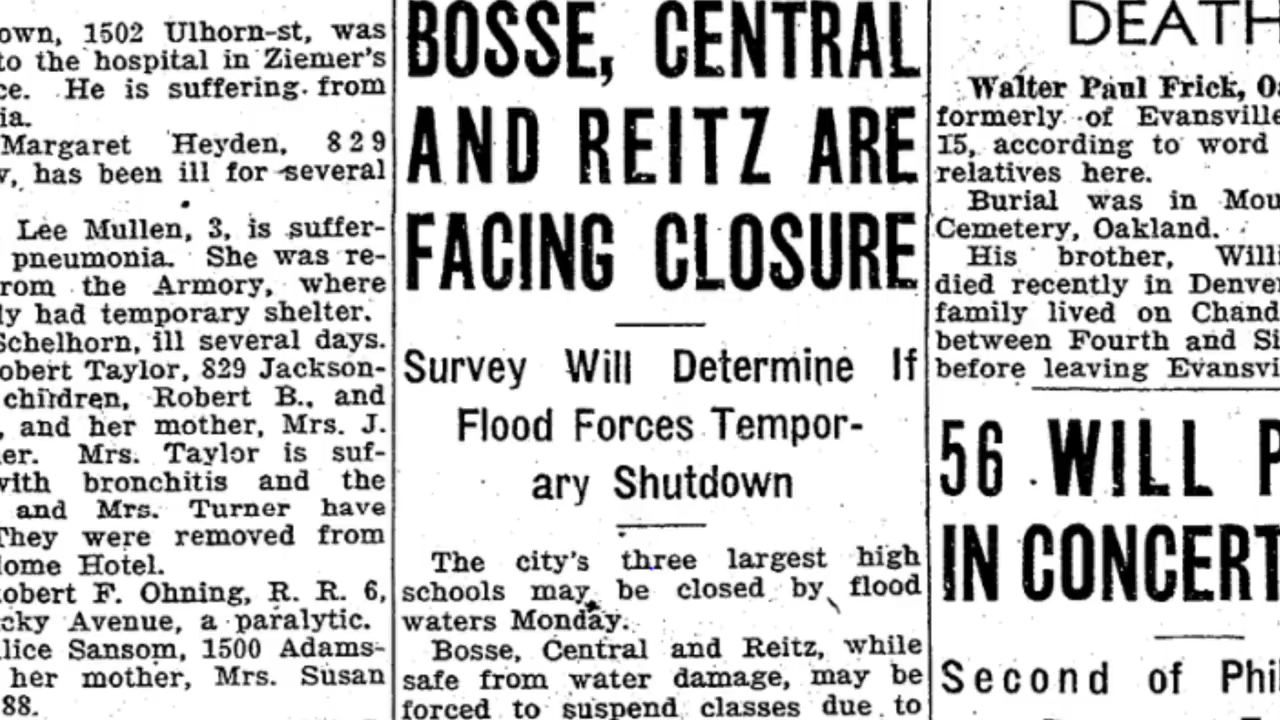 own, 1502 Ulhorn-st, was
to the hospital in Ziemer's
ce. He is suffering from
ia.
Margaret Heyden, 829
, has been ill for several
Lee Mullen, 3, is suffer-
pneumonia. She was re-
rom the Armory, where
ly had temporary shelter.
Schelhorn, ill several days.
obert Taylor, 829 Jackson-
children, Robert B., and
, and her mother, Mrs. J.
er. Mrs. Taylor is suf-
with bronchitis and the
and Mrs. Turner have
They were removed from
ome Hotel.
obert F. Ohning, R. R. 6,
cky Avenue, a paralytic.
lice Sansom, 1500 Adams-
her mother, Mrs. Susan
88.
BOSSE, CENTRAL
AND REITZ ARE
FACING CLOSURE
Survey Will Determine If
Flood Forces Tempor-
ary Shutdown
The city's three largest high
schools may be closed by flood
waters Monday.
Bosse, Central and Reitz, while
safe from water damage, may be
forced to suspend classes due to
DEATH
Walter Paul Frick, Oa
formerly of Evansville
15, according to word
relatives here.
Burial was in Mou
Cemetery, Oakland.
His brother, Willi
died recently in Denve
family lived on Chand
between Fourth and Si
before leaving Evansvi
56 WILL P
IN CONCERT
Second of Phil